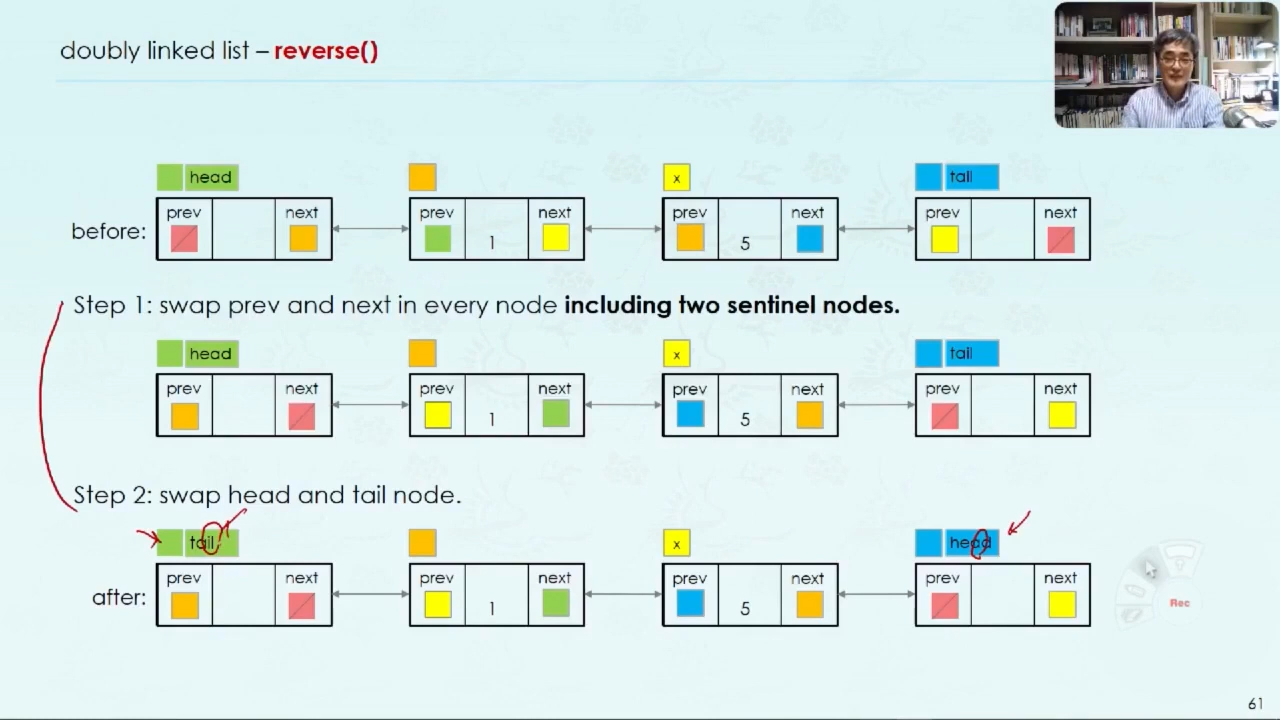 doubly linked list – reverse()
head x tail
before: prev next prev 1 next prev 5 next prev next
Step 1: swap prev and next in every node including two sentinel nodes.
head x tail
prev next prev 1 next prev 5 next prev next
Step 2: swap head and tail node.
tail x head
after: prev next prev 1 next prev 5 next prev next
Rec
61